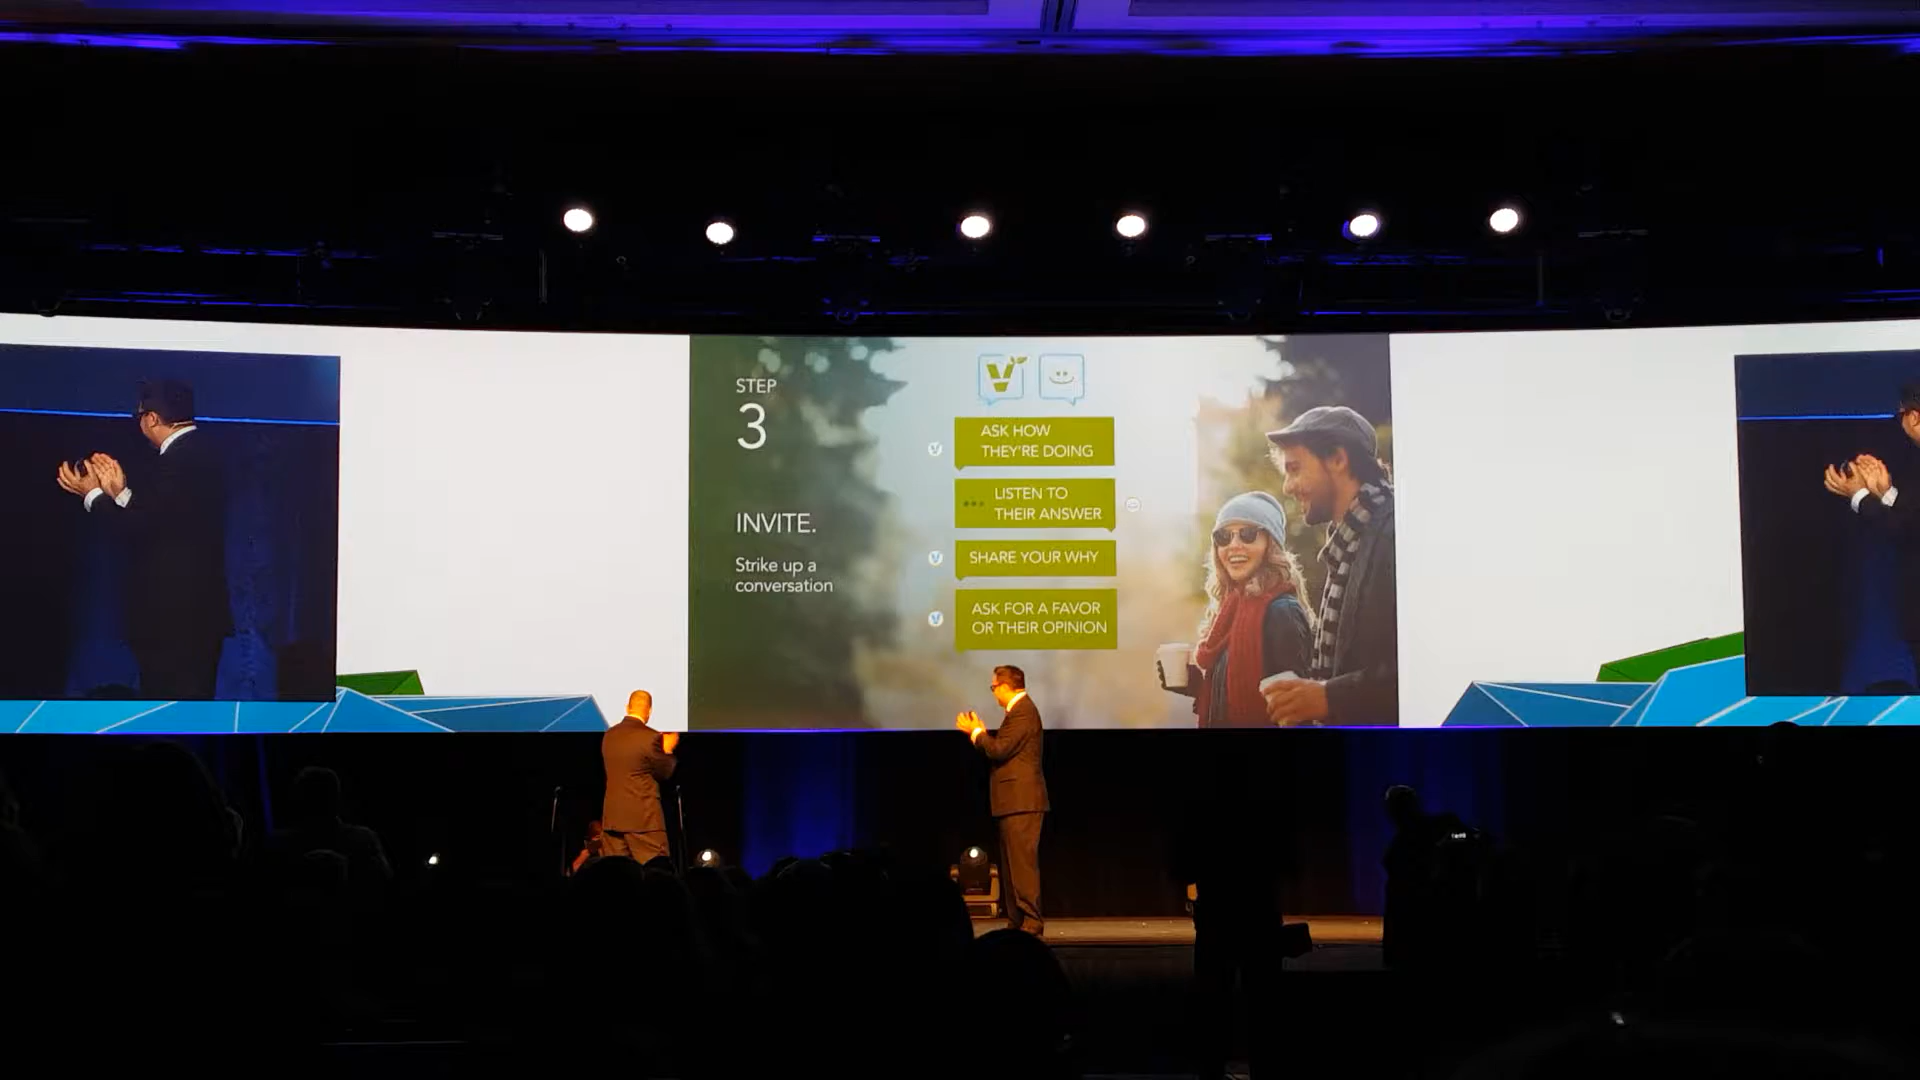 STEP
3
INVITE.
Strike up a
conversation
V
ASK HOW
THEY'RE DOING
LISTEN TO
THEIR ANSWER
SHARE YOUR WHY
ASK FOR A FAVOR
OR THEIR OPINION